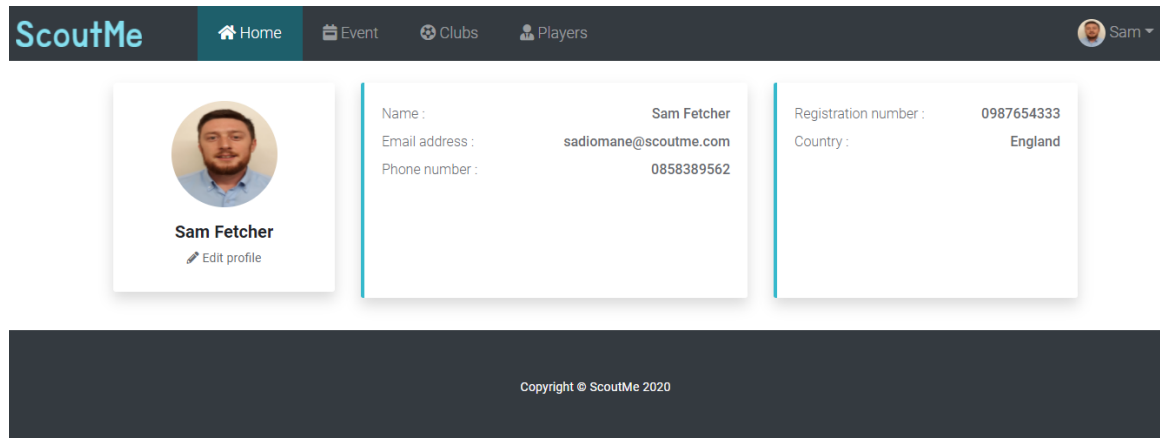 ScoutMe Home Event Clubs Players Sam
Sam Fetcher
Edit profile
Name : Sam Fetcher
Email address : sadiomane@scoutme.com
Phone number : 0858389562
Registration number : 0987654333
Country : England
Copyright © ScoutMe 2020